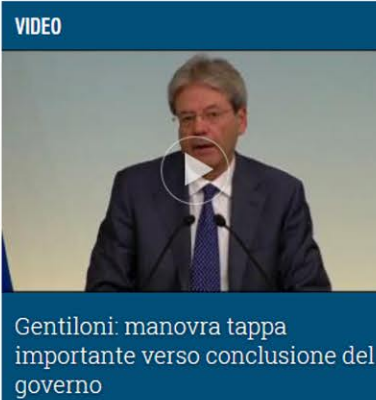 VIDEO
Gentiloni: manovra tappa
importante verso conclusione del
governo